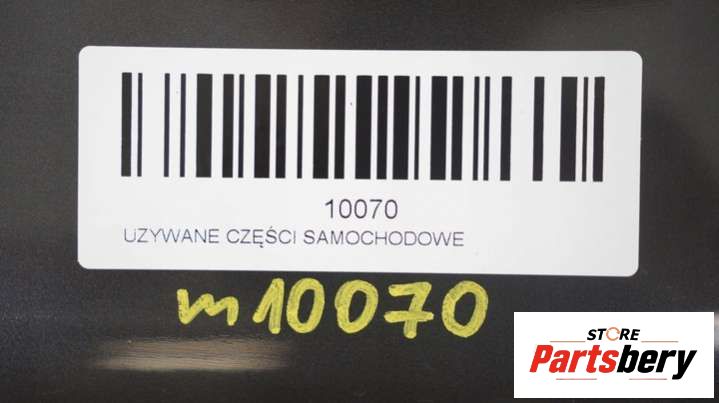 10070
UZYWANE CZĘŚCI SAMOCHODOWE
m10070
STORE
Partsbery